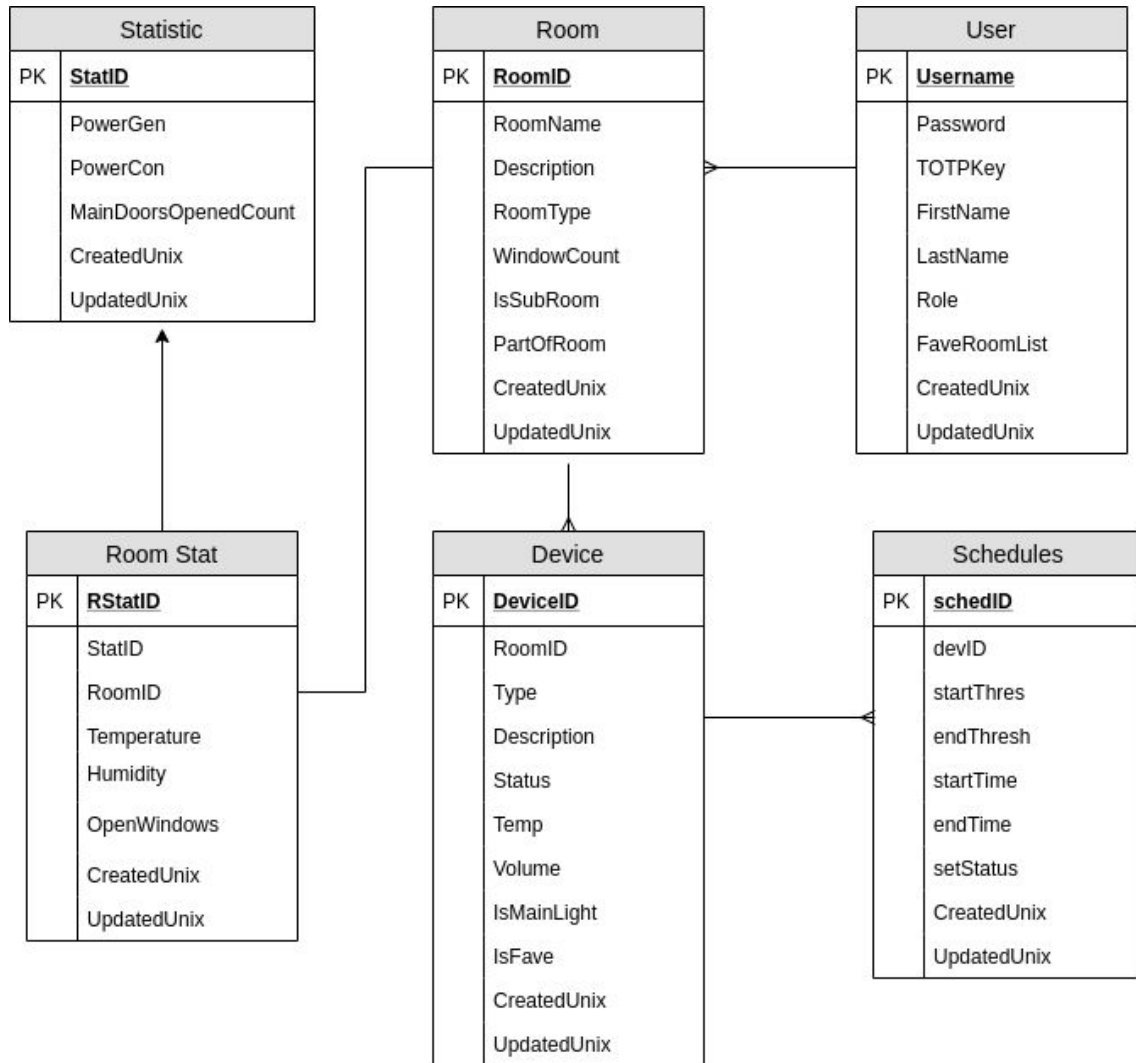 Statistic
PK StatID
PowerGen
PowerCon
MainDoorsOpenedCount
CreatedUnix
UpdatedUnix
Room
PK RoomID
RoomName
Description
RoomType
WindowCount
IsSubRoom
PartOfRoom
CreatedUnix
UpdatedUnix
User
PK Username
Password
TOTPKey
FirstName
LastName
Role
FaveRoomList
CreatedUnix
UpdatedUnix
Room Stat
PK RStatID
StatID
RoomID
Temperature
Humidity
OpenWindows
CreatedUnix
UpdatedUnix
Device
PK DeviceID
RoomID
Type
Description
Status
Temp
Volume
IsMainLight
IsFave
CreatedUnix
UpdatedUnix
Schedules
PK schedID
devID
startThres
endThresh
startTime
endTime
setStatus
CreatedUnix
UpdatedUnix